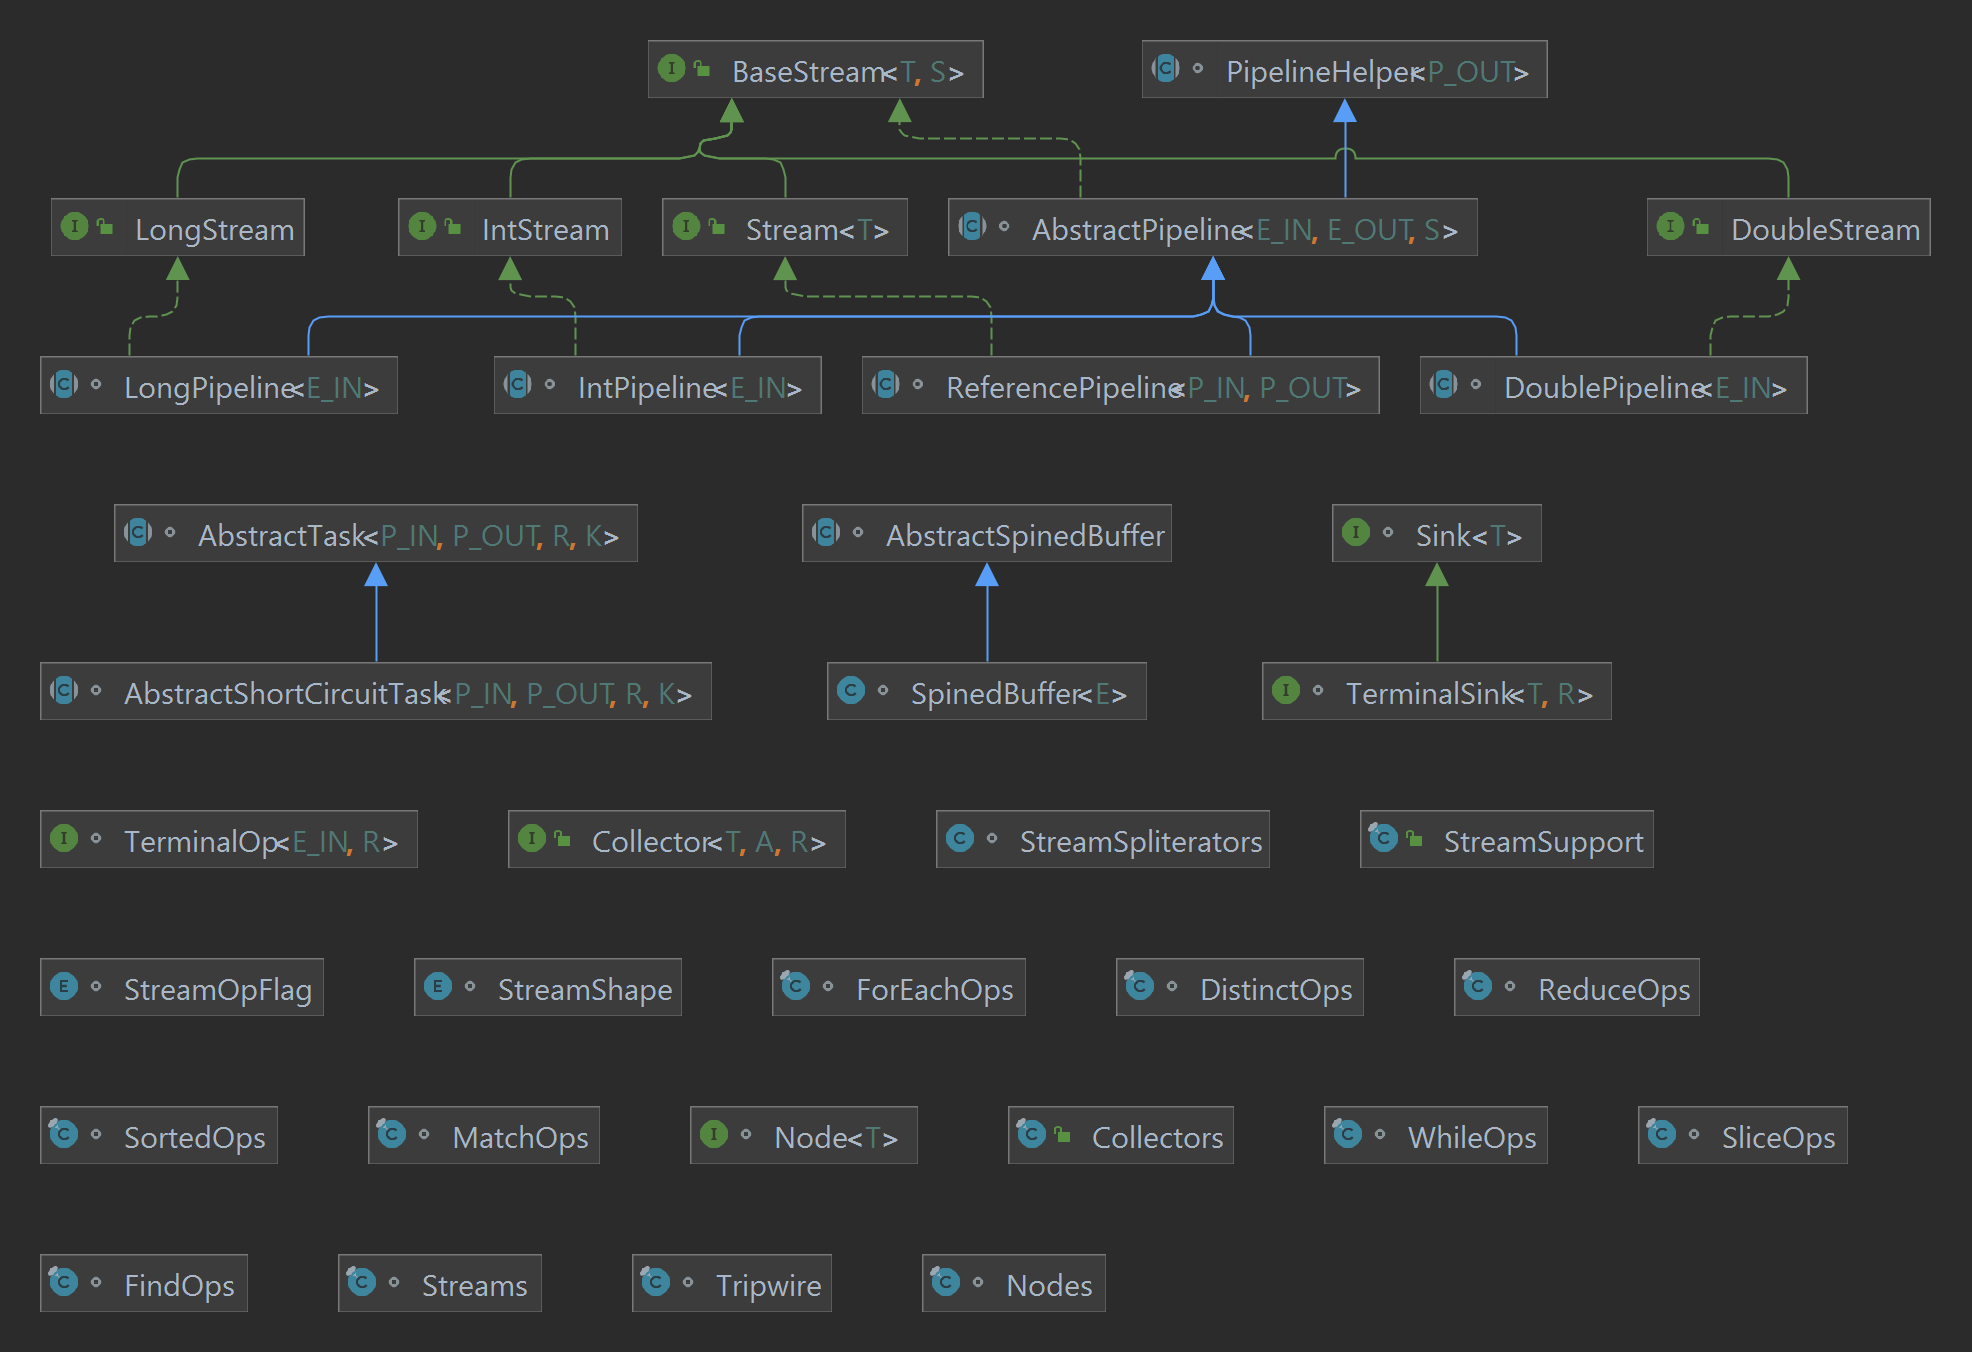 BaseStream<T, S>
PipelineHelper<P_OUT>
LongStream
IntStream
Stream<T>
AbstractPipeline<E_IN, E_OUT, S>
DoubleStream
LongPipeline<E_IN>
IntPipeline<E_IN>
ReferencePipeline<P_IN, P_OUT>
DoublePipeline<E_IN>
AbstractTask<P_IN, P_OUT, R, K>
AbstractSpinedBuffer
Sink<T>
AbstractShortCircuitTask<P_IN, P_OUT, R, K>
SpinedBuffer<E>
TerminalSink<T, R>
TerminalOp<E_IN, R>
Collector<T, A, R>
StreamSpliterators
StreamSupport
StreamOpFlag
StreamShape
ForEachOps
DistinctOps
ReduceOps
SortedOps
MatchOps
Node<T>
Collectors
WhileOps
SliceOps
FindOps
Streams
Tripwire
Nodes